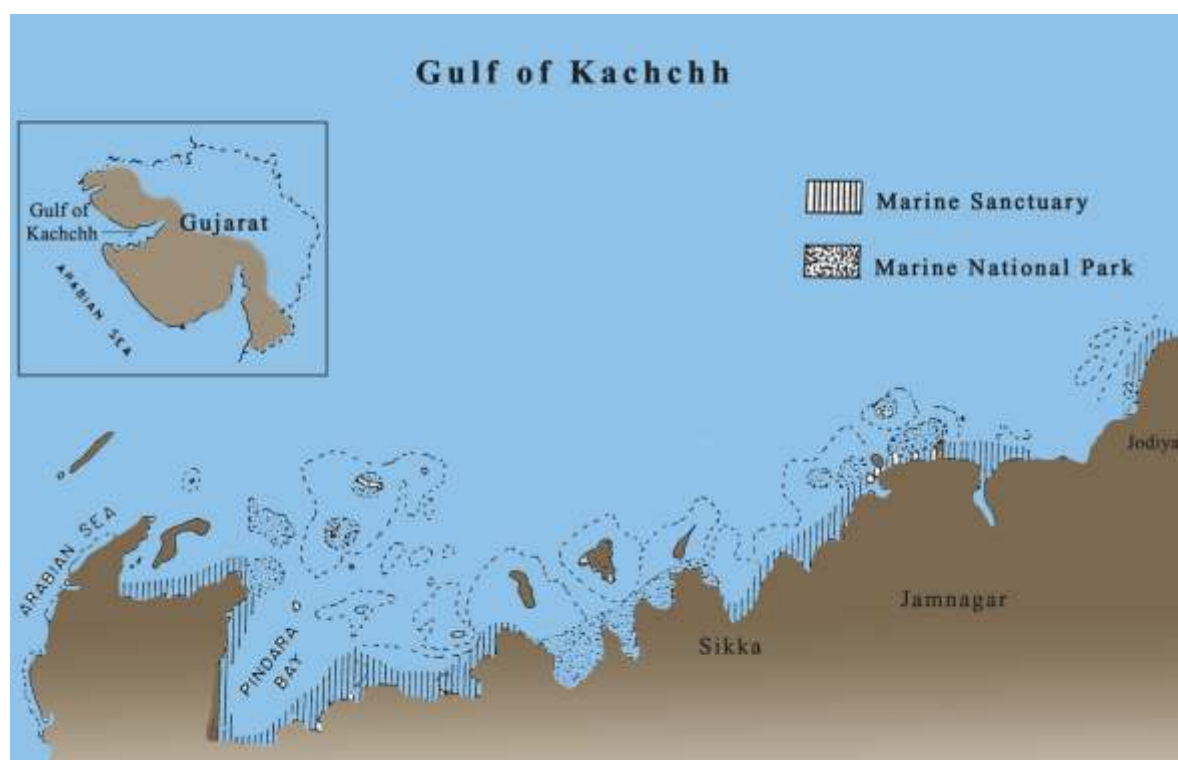 Gulf of Kachchh
Gulf of
Kachchh
Gujarat
ARABIAN SEA
Marine Sanctuary
Marine National Park
Jodiya
ARABIAN SEA
PINDARA
BAY
Sikka
Jamnagar